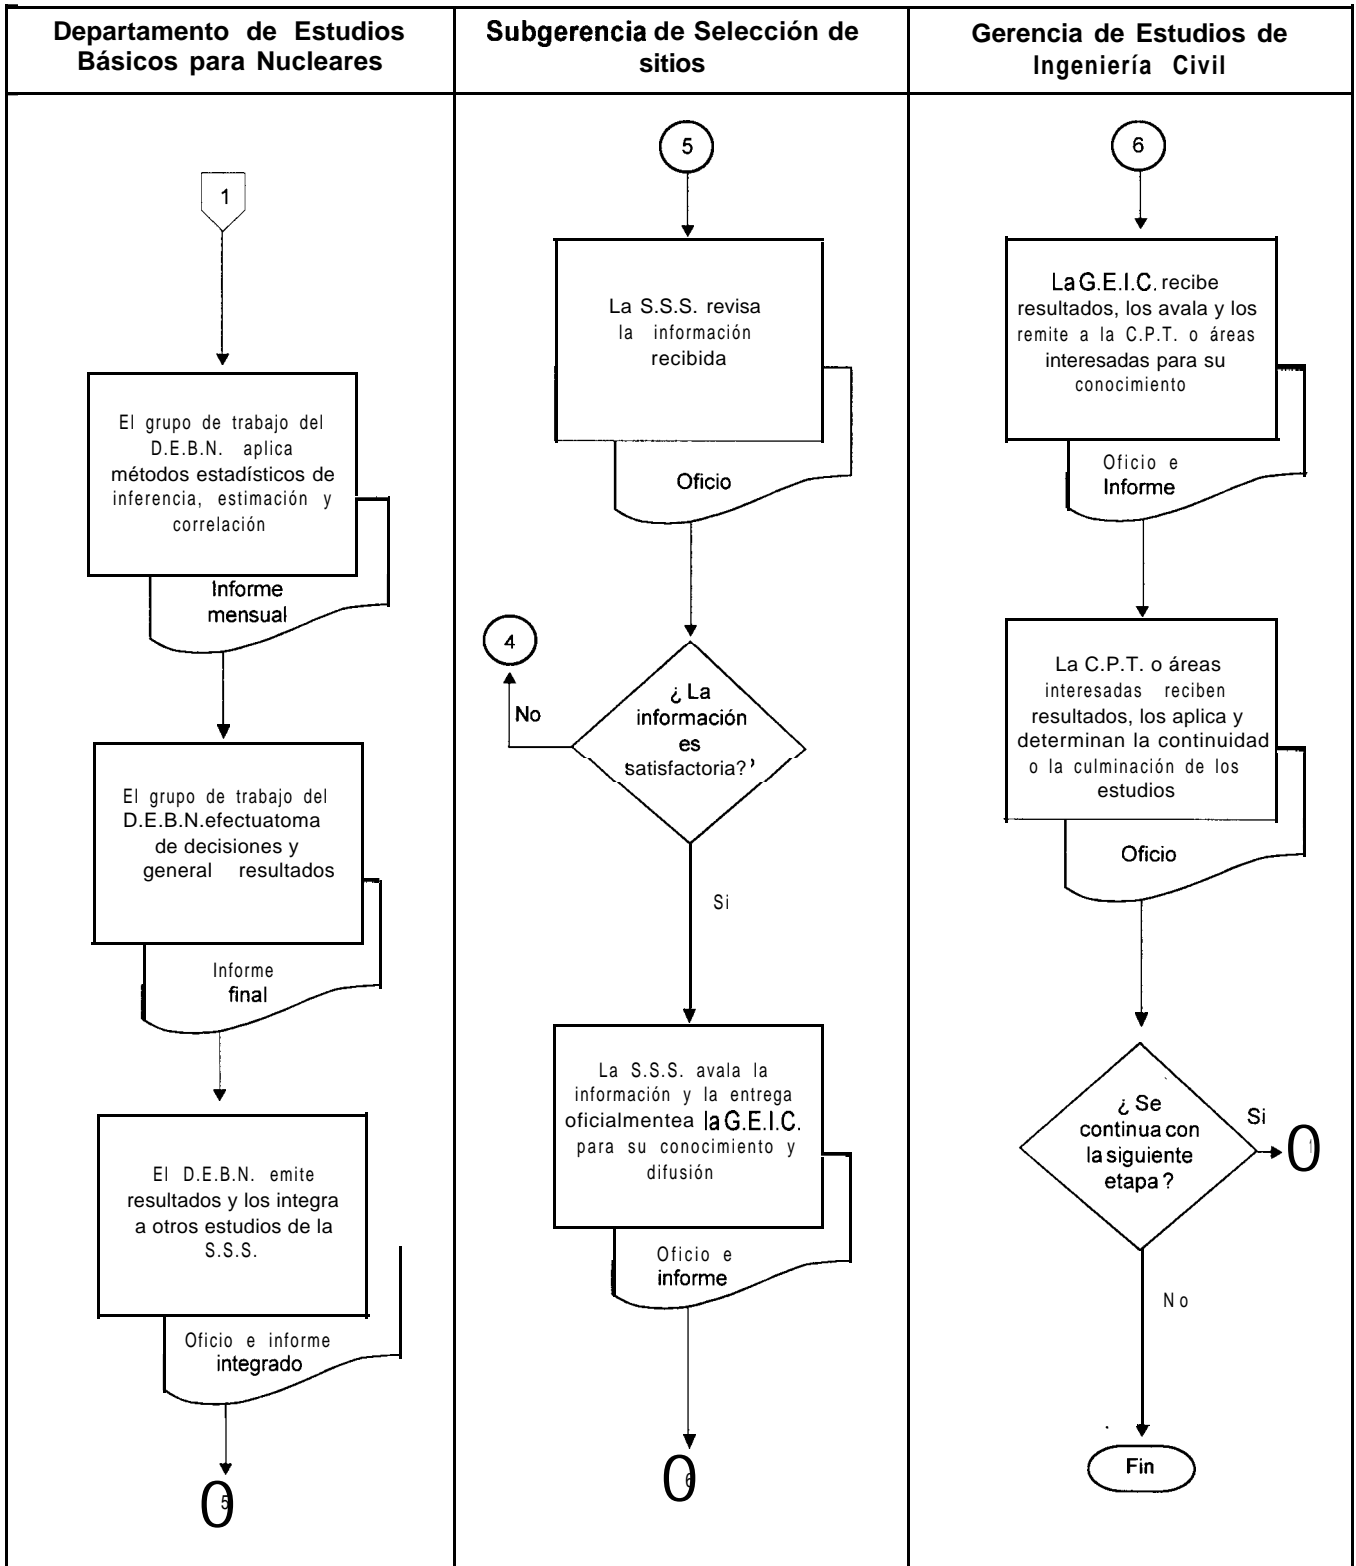 Departamento de Estudios
Básicos para Nucleares
1
El grupo de trabajo del
D.E.B.N. aplica
métodos estadísticos de
inferencia, estimación y
correlación
Informe
mensual
El grupo de trabajo del
D.E.B.N.efectuatoma
de decisiones y
general resultados
Informe
final
El D.E.B.N. emite
resultados y los integra
a otros estudios de la
S.S.S.
Oficio e informe
integrado
5
Subgerencia de Selección de
sitios
5
La S.S.S. revisa
la información
recibida
Oficio
4
No
¿ La
información
es
satisfactoria?
Si
La S.S.S. avala la
información y la entrega
oficialmentea la G.E.I.C.
para su conocimiento y
difusión
Oficio e
informe
6
Gerencia de Estudios de
Ingeniería Civil
6
La G.E.I.C. recibe
resultados, los avala y los
remite a la C.P.T. o áreas
interesadas para su
conocimiento
Oficio e
Informe
La C.P.T. o áreas
interesadas reciben
resultados, los aplica y
determinan la continuidad
o la culminación de los
estudios
Oficio
¿ Se
continua con
la siguiente
etapa ?
Si
1
No
Fin